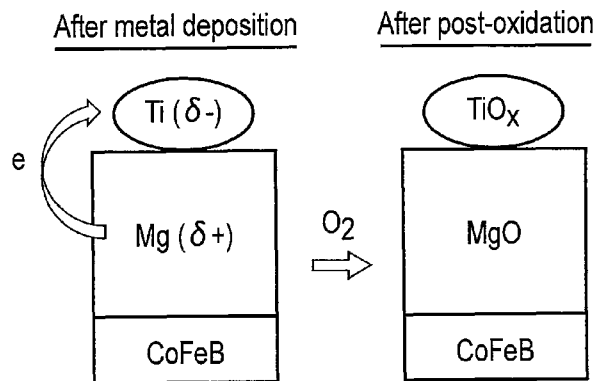 After metal deposition
After post-oxidation
Ti (δ-)
TiOX
e
Mg (δ+)
O2
MgO
CoFeB
CoFeB